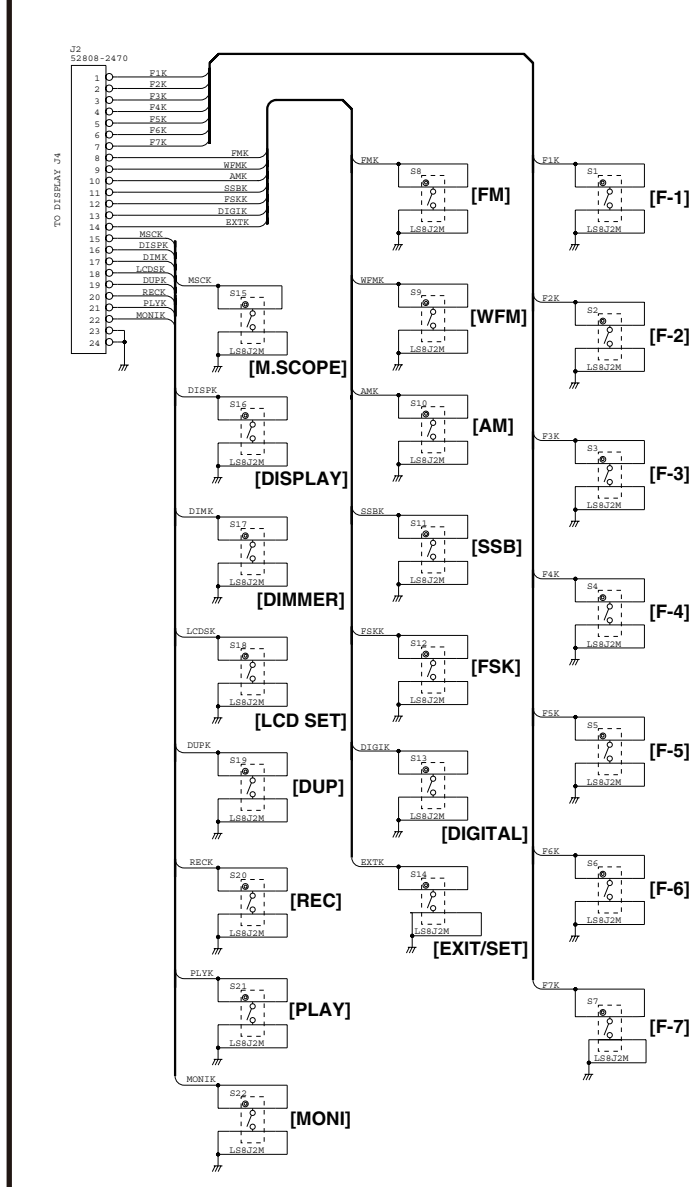 J2
52808-2470
TO DISPLAY J4
1 F1K
2 F2K
3 F3K
4 F4K
5 F5K
6 F6K
7 F7K
8 FMK
9 WFMK
10 AMK
11 SSBK
12 FSKK
13 DIGIK
14 EXTK
15 MSCK
16 DISPK
17 DIMK
18 LCDSK
19 DUPK
20 RECK
21 PLYK
22 MONIK
23
24
MSCK
S15
LS8J2M
[M.SCOPE]
DISPK
S16
LS8J2M
[DISPLAY]
DIMK
S17
LS8J2M
[DIMMER]
LCDSK
S18
LS8J2M
[LCD SET]
DUPK
S19
LS8J2M
[DUP]
RECK
S20
LS8J2M
[REC]
PLYK
S21
LS8J2M
[PLAY]
MONIK
S22
LS8J2M
[MONI]
FMK
S8
LS8J2M
[FM]
WFMK
S9
LS8J2M
[WFM]
AMK
S10
LS8J2M
[AM]
SSBK
S11
LS8J2M
[SSB]
FSKK
S12
LS8J2M
[FSK]
DIGIK
S13
LS8J2M
[DIGITAL]
EXTK
S14
LS8J2M
[EXIT/SET]
F1K
S1
LS8J2M
[F-1]
F2K
S2
LS8J2M
[F-2]
F3K
S3
LS8J2M
[F-3]
F4K
S4
LS8J2M
[F-4]
F5K
S5
LS8J2M
[F-5]
F6K
S6
LS8J2M
[F-6]
F7K
S7
LS8J2M
[F-7]